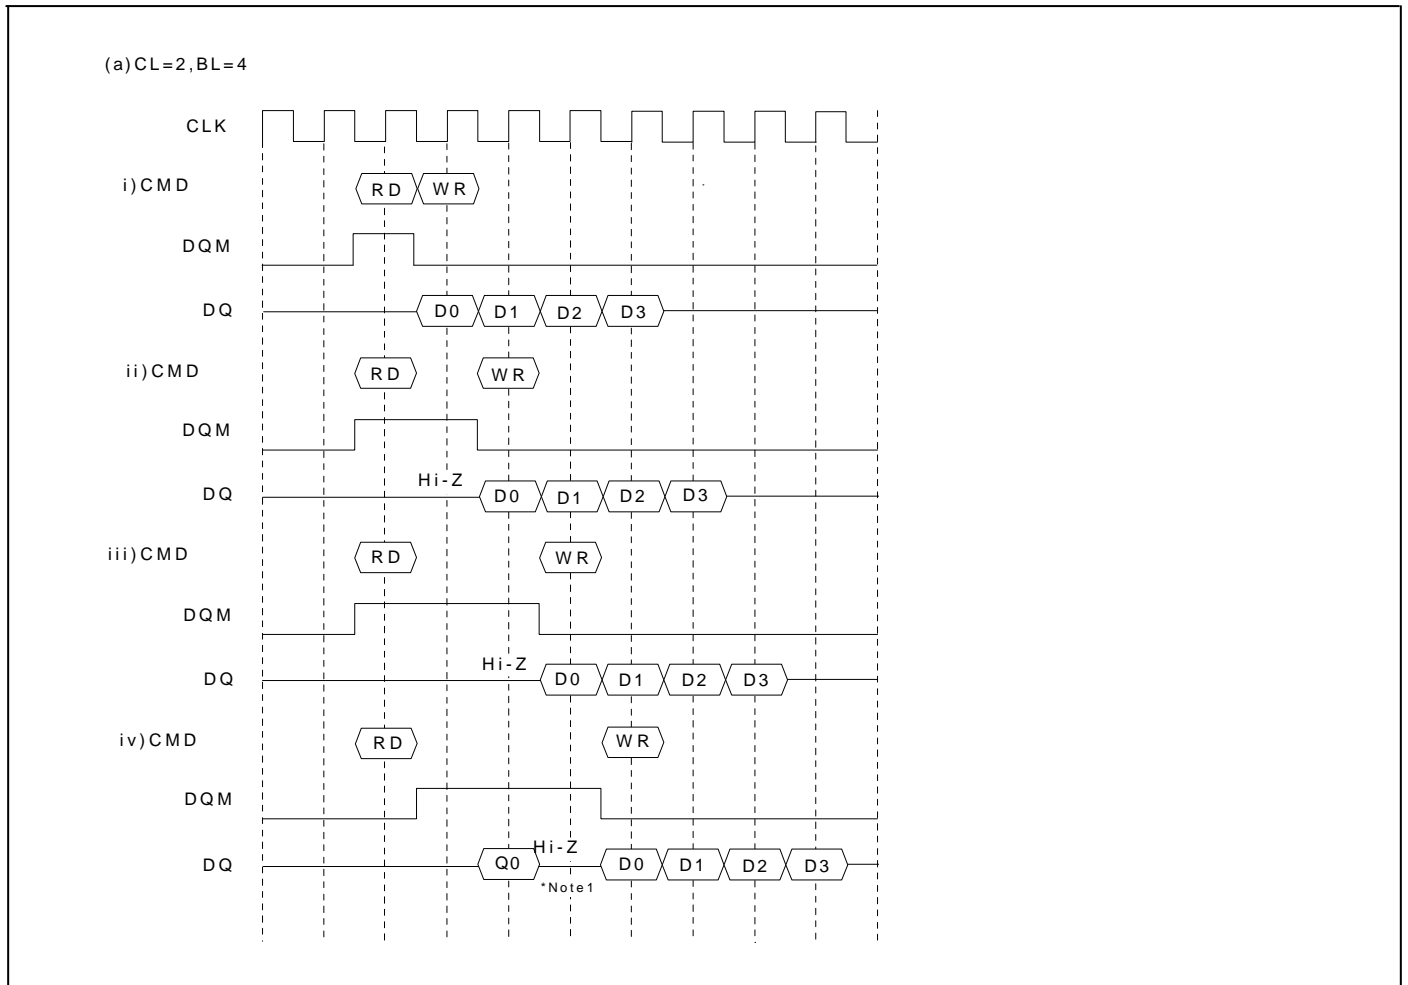 (a)CL=2,BL=4
CLK
i)CMD RD WR
DQM
DQ D0 D1 D2 D3
ii)CMD RD WR
DQM
Hi-Z
DQ D0 D1 D2 D3
iii)CMD RD WR
DQM
Hi-Z
DQ D0 D1 D2 D3
iv)CMD RD WR
DQM
Hi-Z
DQ Q0 D0 D1 D2 D3
*Note1